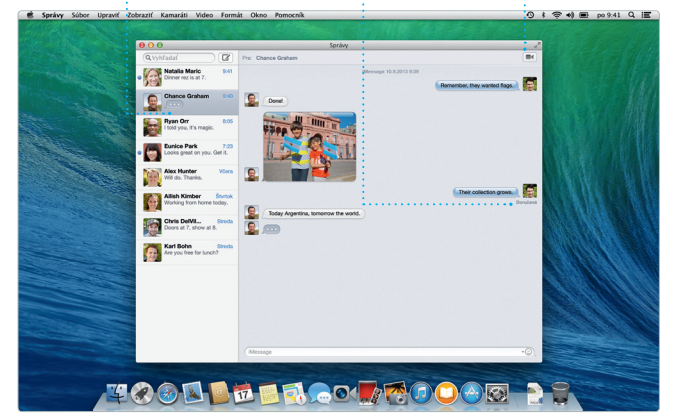 Správy Súbor Upraviť Zobraziť Kamaráti Video Formát Okno Pomocník po 9:41
Správy
Vyhľadať
Pre: Chance Graham
Natalia Maric 9:41
Dinner rez is at 7.
Chance Graham 9:40
Ryan Orr 8:05
I told you, it's magic.
Eunice Park 7:23
Looks great on you. Get it.
Alex Hunter Včera
Will do. Thanks.
Ailish Kimber Štvrtok
Working from home today.
Chris DelVil... Streda
Doors at 7, show at 8.
Karl Bohn Streda
Are you free for lunch?
iMessage 10.6.2013 9:39
Remember, they wanted flags.
Done!
Their collection grows.
Doručené
Today Argentina, tomorrow the world.
iMessage
17